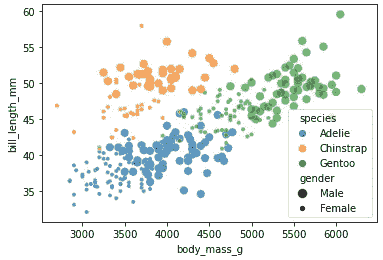 60
55
50
45
40
35
bill_length_mm
3000 3500 4000 4500 5000 5500 6000
body_mass_g
species
Adelie
Chinstrap
Gentoo
gender
Male
Female